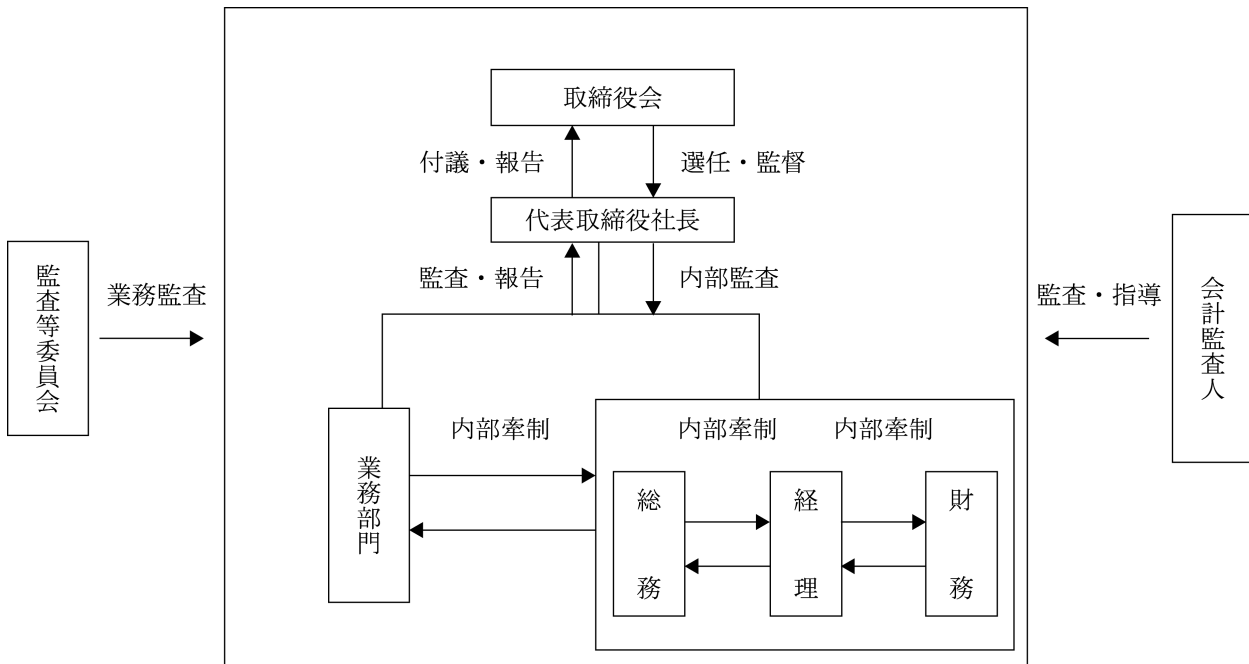 取締役会
付議・報告
選任・監督
代表取締役社長
監査・報告
内部監査
監査等委員会
業務監査
監査・指導
会計監査人
内部牽制
内部牽制
内部牽制
業務部門
総務
経理
財務